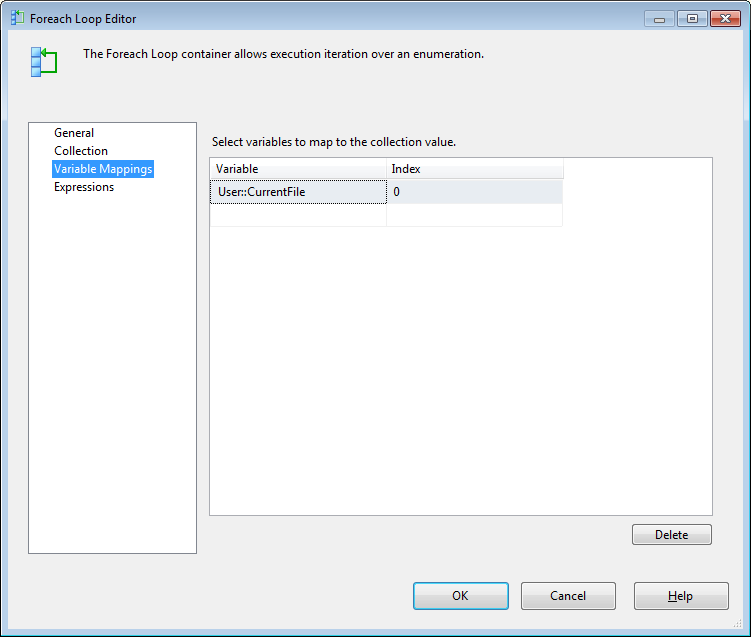 Foreach Loop Editor
The Foreach Loop container allows execution iteration over an enumeration.
General
Collection
Variable Mappings
Expressions
Select variables to map to the collection value.
Variable Index
User::CurrentFile 0
Delete
OK Cancel Help